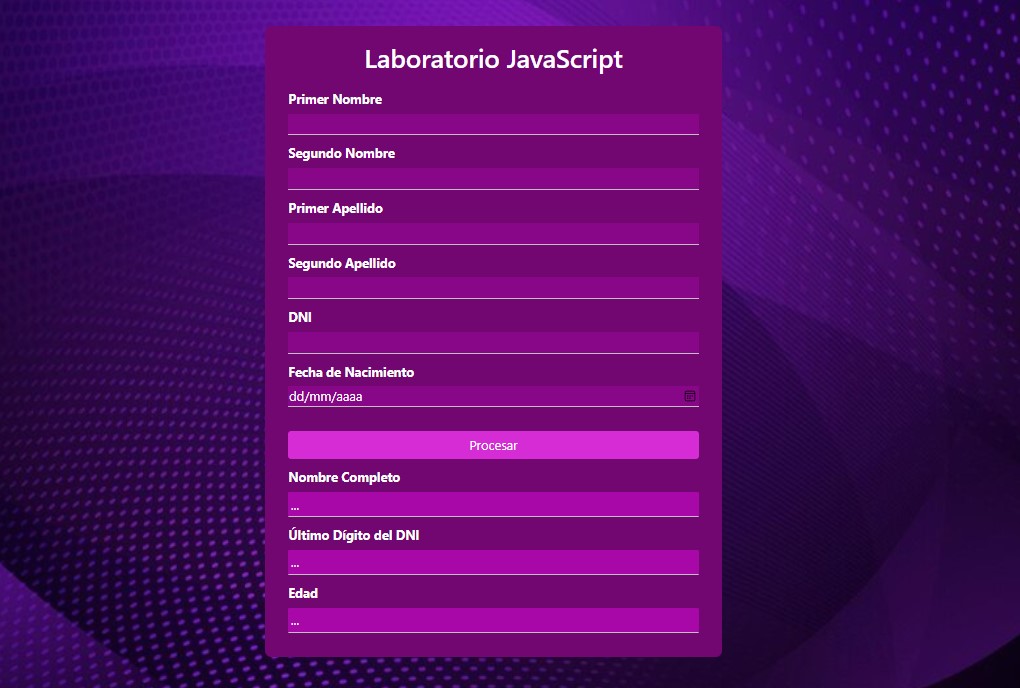 Laboratorio JavaScript
Primer Nombre
Segundo Nombre
Primer Apellido
Segundo Apellido
DNI
Fecha de Nacimiento
dd/mm/aaaa
Procesar
Nombre Completo
...
Último Dígito del DNI
...
Edad
...